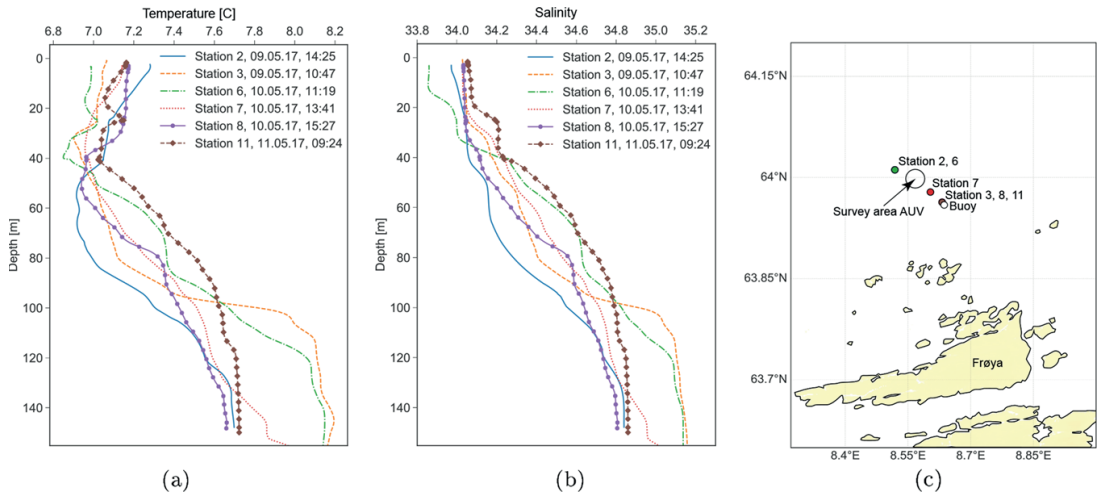 Temperature [C]
6.8 7.0 7.2 7.4 7.6 7.8 8.0 8.2
0
20
40
60
80
100
120
140
Depth [m]
Station 2, 09.05.17, 14:25
Station 3, 09.05.17, 10:47
Station 6, 10.05.17, 11:19
Station 7, 10.05.17, 13:41
Station 8, 10.05.17, 15:27
Station 11, 11.05.17, 09:24
(a)
Salinity
33.8 34.0 34.2 34.4 34.6 34.8 35.0 35.2
0
20
40
60
80
100
120
140
Depth [m]
Station 2, 09.05.17, 14:25
Station 3, 09.05.17, 10:47
Station 6, 10.05.17, 11:19
Station 7, 10.05.17, 13:41
Station 8, 10.05.17, 15:27
Station 11, 11.05.17, 09:24
(b)
64.15°N
64°N
63.85°N
63.7°N
Station 2, 6
Station 7
Station 3, 8, 11
Buoy
Survey area AUV
Frøya
8.4°E 8.55°E 8.7°E 8.85°E
(c)